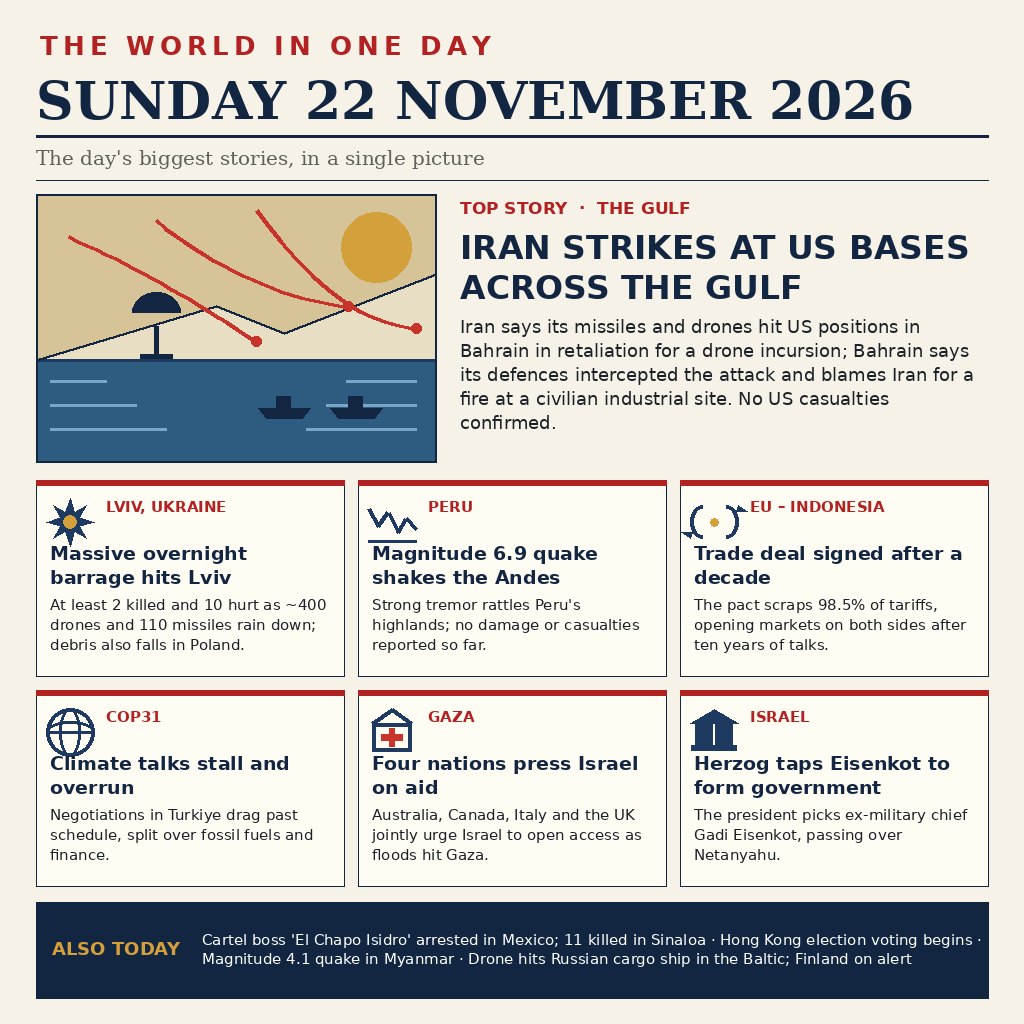 THE WORLD IN ONE DAY
SUNDAY 22 NOVEMBER 2026
The day's biggest stories, in a single picture
TOP STORY · THE GULF
IRAN STRIKES AT US BASES
ACROSS THE GULF
Iran says its missiles and drones hit US positions in
Bahrain in retaliation for a drone incursion; Bahrain says
its defences intercepted the attack and blames Iran for a
fire at a civilian industrial site. No US casualties
confirmed.
LVIV, UKRAINE
Massive overnight
barrage hits Lviv
At least 2 killed and 10 hurt as ~400
drones and 110 missiles rain down;
debris also falls in Poland.
PERU
Magnitude 6.9 quake
shakes the Andes
Strong tremor rattles Peru's
highlands; no damage or casualties
reported so far.
EU – INDONESIA
Trade deal signed after a
decade
The pact scraps 98.5% of tariffs,
opening markets on both sides after
ten years of talks.
COP31
Climate talks stall and
overrun
Negotiations in Turkiye drag past
schedule, split over fossil fuels and
finance.
GAZA
Four nations press Israel
on aid
Australia, Canada, Italy and the UK
jointly urge Israel to open access as
floods hit Gaza.
ISRAEL
Herzog taps Eisenkot to
form government
The president picks ex-military chief
Gadi Eisenkot, passing over
Netanyahu.
ALSO TODAY
Cartel boss 'El Chapo Isidro' arrested in Mexico; 11 killed in Sinaloa · Hong Kong election voting begins ·
Magnitude 4.1 quake in Myanmar · Drone hits Russian cargo ship in the Baltic; Finland on alert